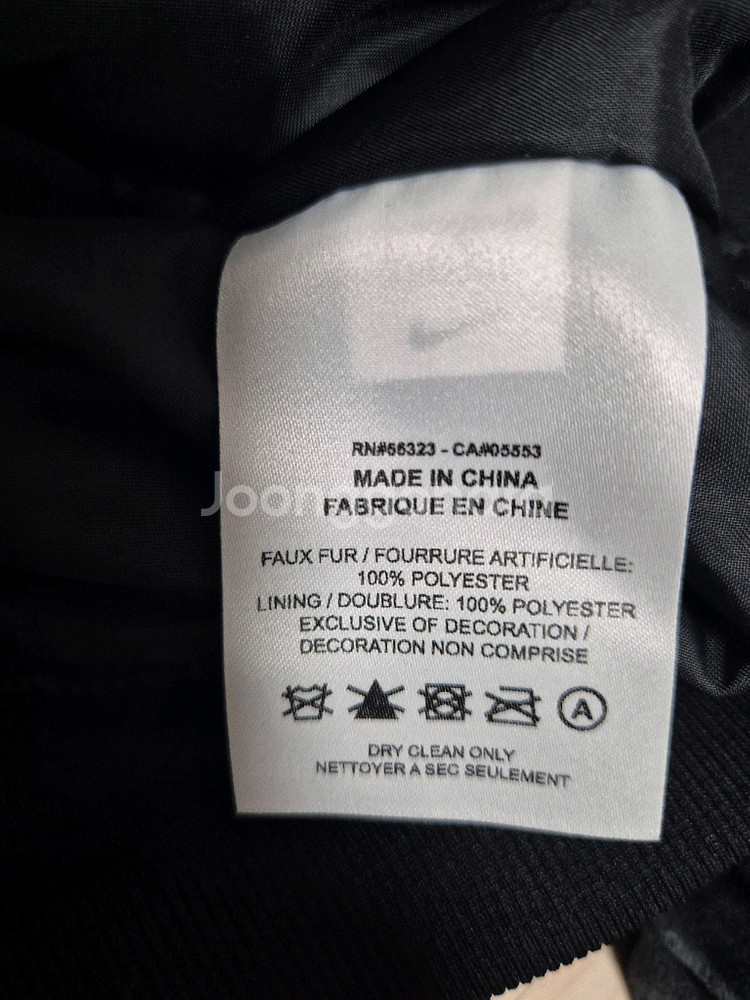 RN#56323 - CA#05553
MADE IN CHINA
FABRIQUE EN CHINE
FAUX FUR / FOURRURE ARTIFICIELLE:
100% POLYESTER
LINING / DOUBLURE: 100% POLYESTER
EXCLUSIVE OF DECORATION /
DECORATION NON COMPRISE
A
DRY CLEAN ONLY
NETTOYER A SEC SEULEMENT